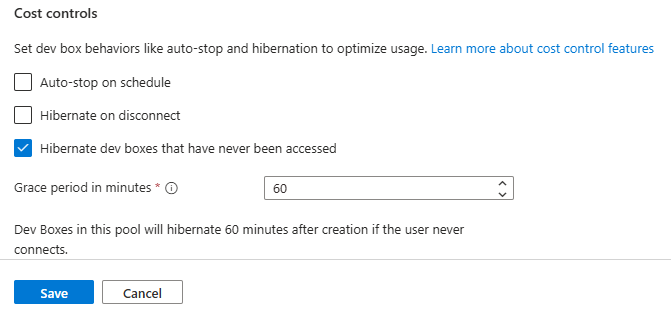 Cost controls
Set dev box behaviors like auto-stop and hibernation to optimize usage. Learn more about cost control features
Auto-stop on schedule
Hibernate on disconnect
Hibernate dev boxes that have never been accessed
Grace period in minutes *
60
Dev Boxes in this pool will hibernate 60 minutes after creation if the user never
connects.
Save Cancel